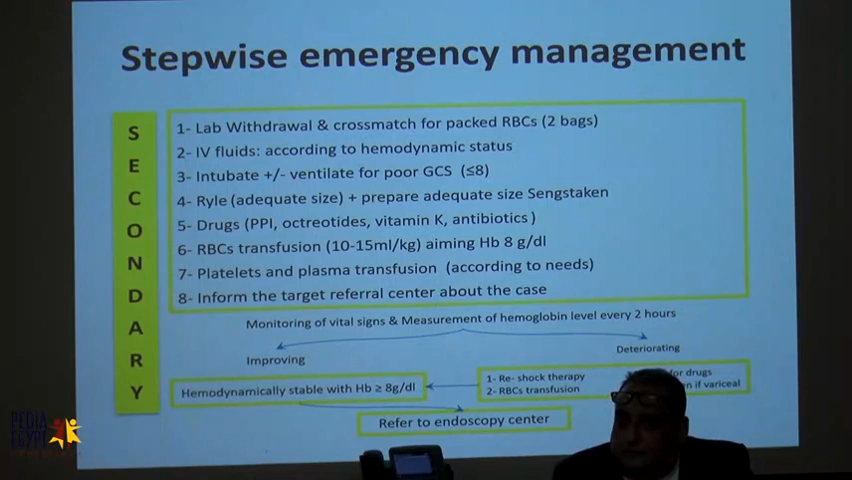 Stepwise emergency management
SECONDARY
1- Lab Withdrawal & crossmatch for packed RBCs (2 bags)
2- IV fluids: according to hemodynamic status
3- Intubate +/- ventilate for poor GCS (≤8)
4- Ryle (adequate size) + prepare adequate size Sengstaken
5- Drugs (PPI, octreotides, vitamin K, antibiotics)
6- RBCs transfusion (10-15ml/kg) aiming Hb 8 g/dl
7- Platelets and plasma transfusion (according to needs)
8- Inform the target referral center about the case
Monitoring of vital signs & Measurement of hemoglobin level every 2 hours
Improving
Deteriorating
Hemodynamically stable with Hb ≥ 8g/dl
1- Re- shock therapy
2- RBCs transfusion
for drugs
if variceal
Refer to endoscopy center
PEDIA
EGYPT